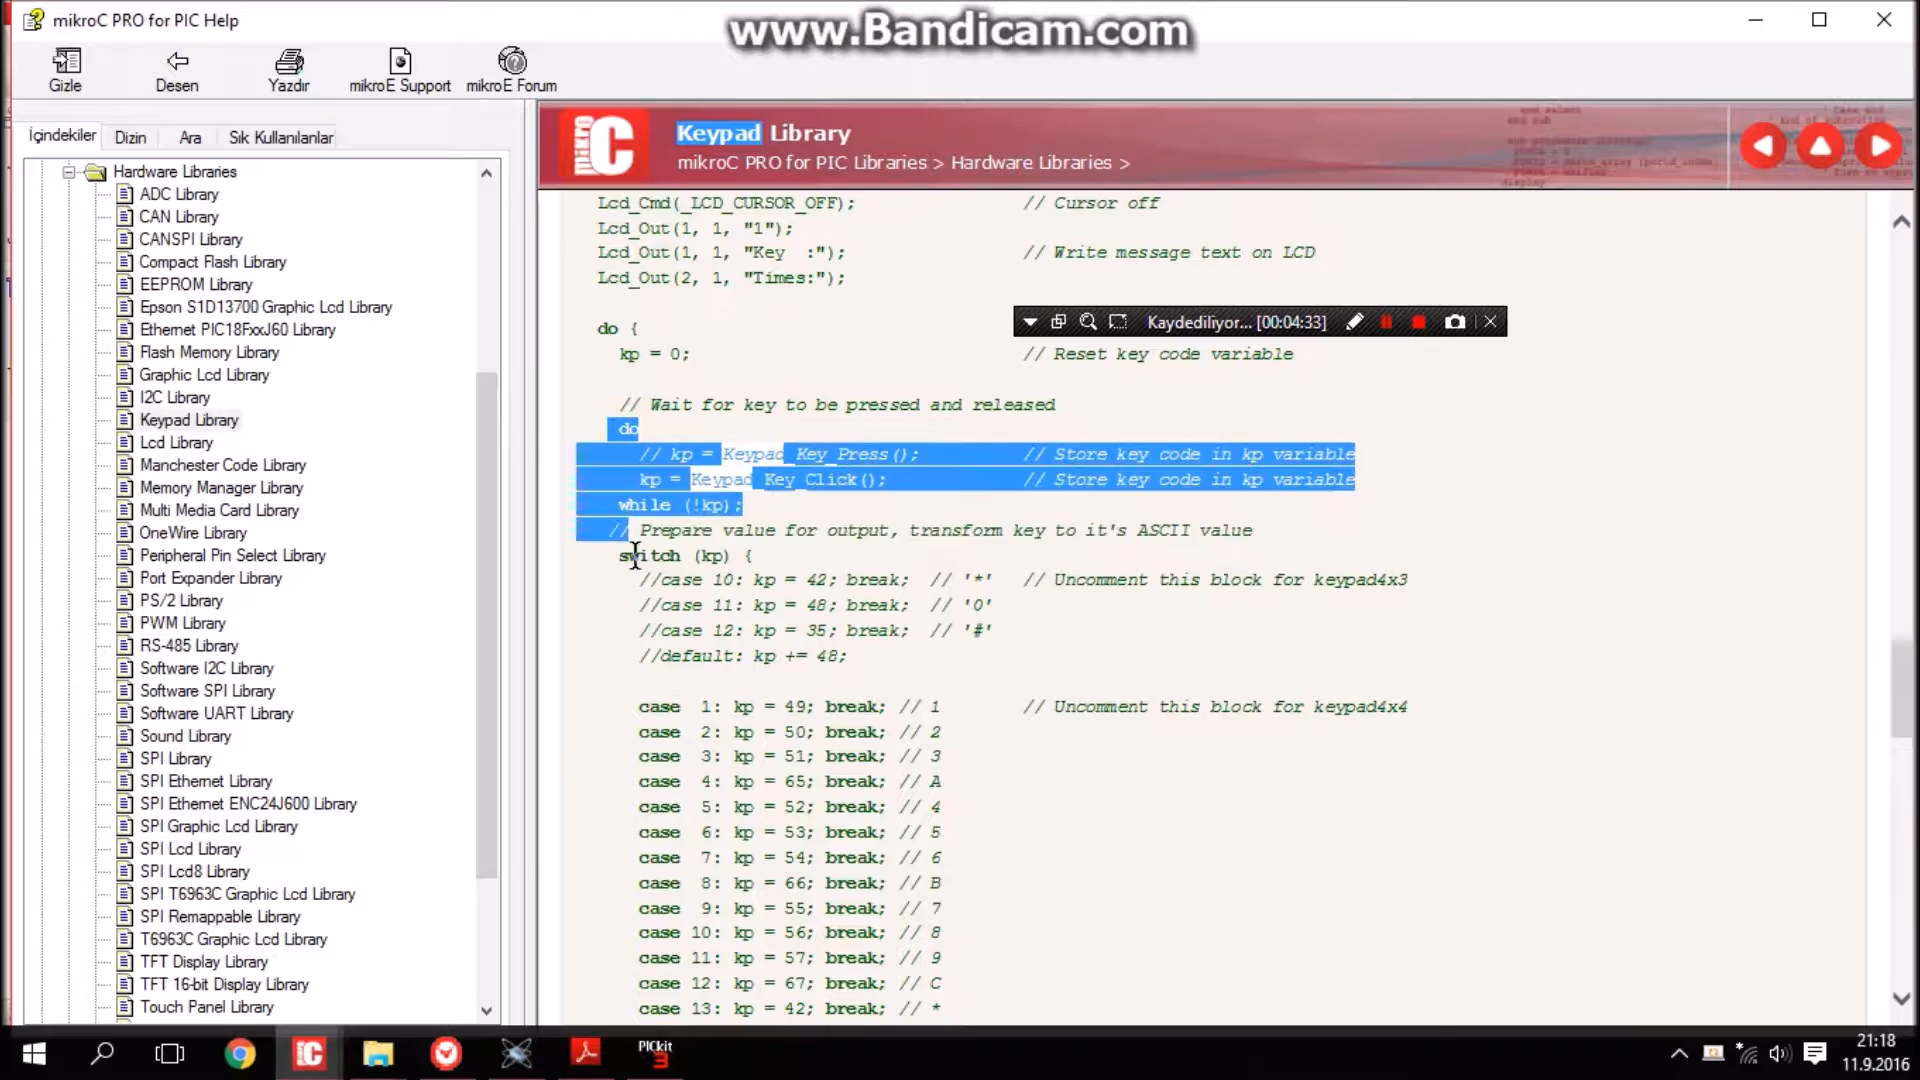 mikroC PRO for PIC Help
www.Bandicam.com
Gizle
Desen
Yazdır
mikroE Support
mikroE Forum
İçindekiler
Dizin
Ara
Sık Kullanılanlar
Hardware Libraries
ADC Library
CAN Library
CANSPI Library
Compact Flash Library
EEPROM Library
Epson S1D13700 Graphic Lcd Library
Ethernet PIC18FxxJ60 Library
Flash Memory Library
Graphic Lcd Library
I2C Library
Keypad Library
Lcd Library
Manchester Code Library
Memory Manager Library
Multi Media Card Library
OneWire Library
Peripheral Pin Select Library
Port Expander Library
PS/2 Library
PWM Library
RS-485 Library
Software I2C Library
Software SPI Library
Software UART Library
Sound Library
SPI Library
SPI Ethernet Library
SPI Ethernet ENC24J600 Library
SPI Graphic Lcd Library
SPI Lcd Library
SPI Lcd8 Library
SPI T6963C Graphic Lcd Library
SPI Remappable Library
T6963C Graphic Lcd Library
TFT Display Library
TFT 16-bit Display Library
Touch Panel Library
mikro C
Keypad Library
mikroC PRO for PIC Libraries > Hardware Libraries >
Lcd_Cmd(_LCD_CURSOR_OFF); // Cursor off
Lcd_Out(1, 1, "1");
Lcd_Out(1, 1, "Key :"); // Write message text on LCD
Lcd_Out(2, 1, "Times:");
Kaydediliyor... [00:04:33]
do {
kp = 0; // Reset key code variable
// Wait for key to be pressed and released
do
// kp = Keypad_Key_Press(); // Store key code in kp variable
kp = Keypad_Key_Click(); // Store key code in kp variable
while (!kp);
// Prepare value for output, transform key to it's ASCII value
switch (kp) {
//case 10: kp = 42; break; // '*' // Uncomment this block for keypad4x3
//case 11: kp = 48; break; // '0'
//case 12: kp = 35; break; // '#'
//default: kp += 48;
case 1: kp = 49; break; // 1 // Uncomment this block for keypad4x4
case 2: kp = 50; break; // 2
case 3: kp = 51; break; // 3
case 4: kp = 65; break; // A
case 5: kp = 52; break; // 4
case 6: kp = 53; break; // 5
case 7: kp = 54; break; // 6
case 8: kp = 66; break; // B
case 9: kp = 55; break; // 7
case 10: kp = 56; break; // 8
case 11: kp = 57; break; // 9
case 12: kp = 67; break; // C
case 13: kp = 42; break; // *
PICkit
3
21:18
11.9.2016